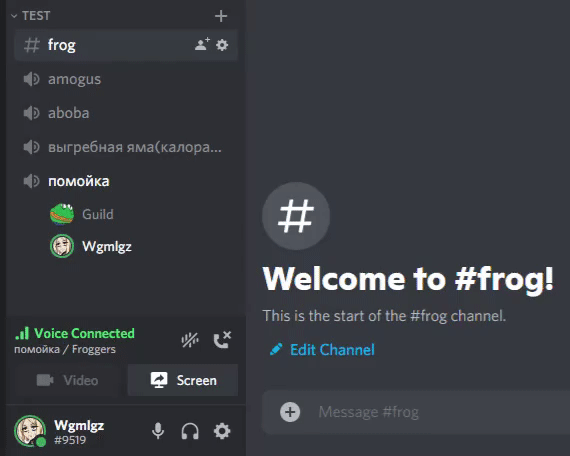 TEST
frog
amogus
aboba
выгребная яма(калора...
помойка
Guild
Wgmlgz
Voice Connected
помойка / Froggers
Video
Screen
Wgmlgz
#9519
#
Welcome to #frog!
This is the start of the #frog channel.
Edit Channel
Message #frog